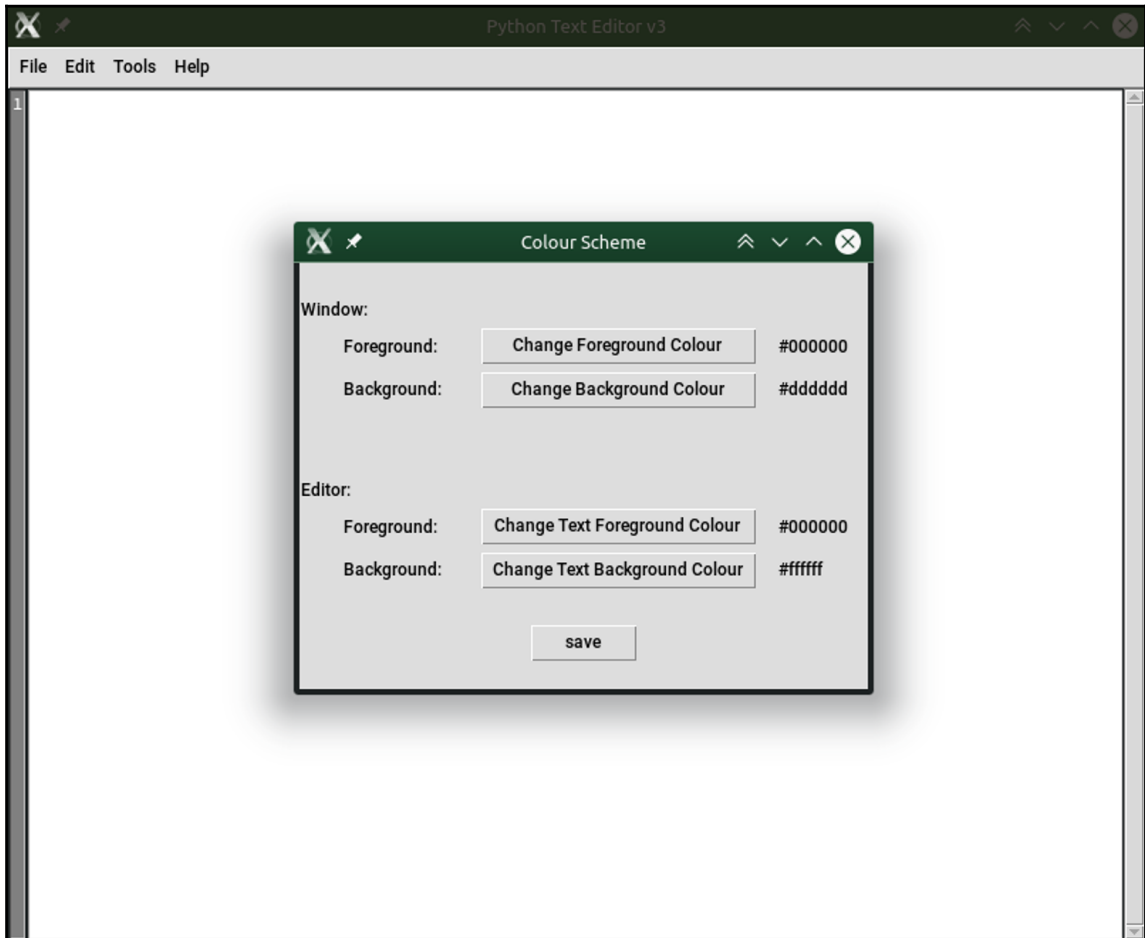 Python Text Editor v3
File Edit Tools Help
1
Colour Scheme
Window:
Foreground: Change Foreground Colour #000000
Background: Change Background Colour #dddddd
Editor:
Foreground: Change Text Foreground Colour #000000
Background: Change Text Background Colour #ffffff
save